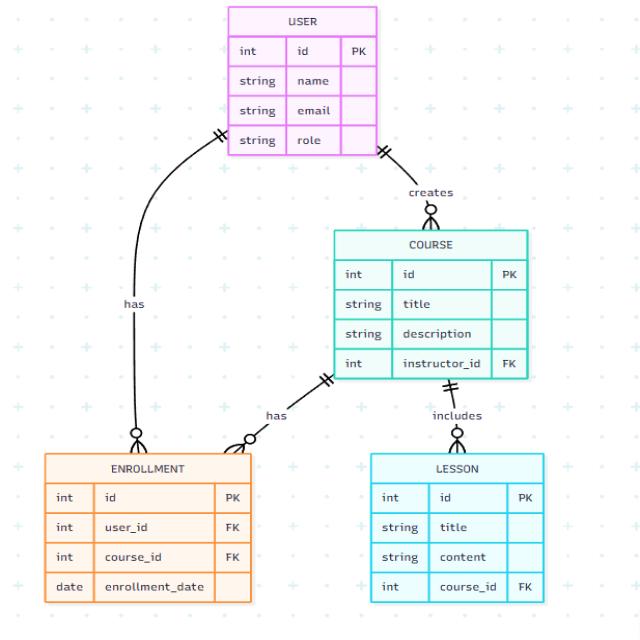 USER
int id PK
string name
string email
string role
creates
COURSE
int id PK
string title
string description
int instructor_id FK
has
has
includes
ENROLLMENT
int id PK
int user_id FK
int course_id FK
date enrollment_date
LESSON
int id PK
string title
string content
int course_id FK